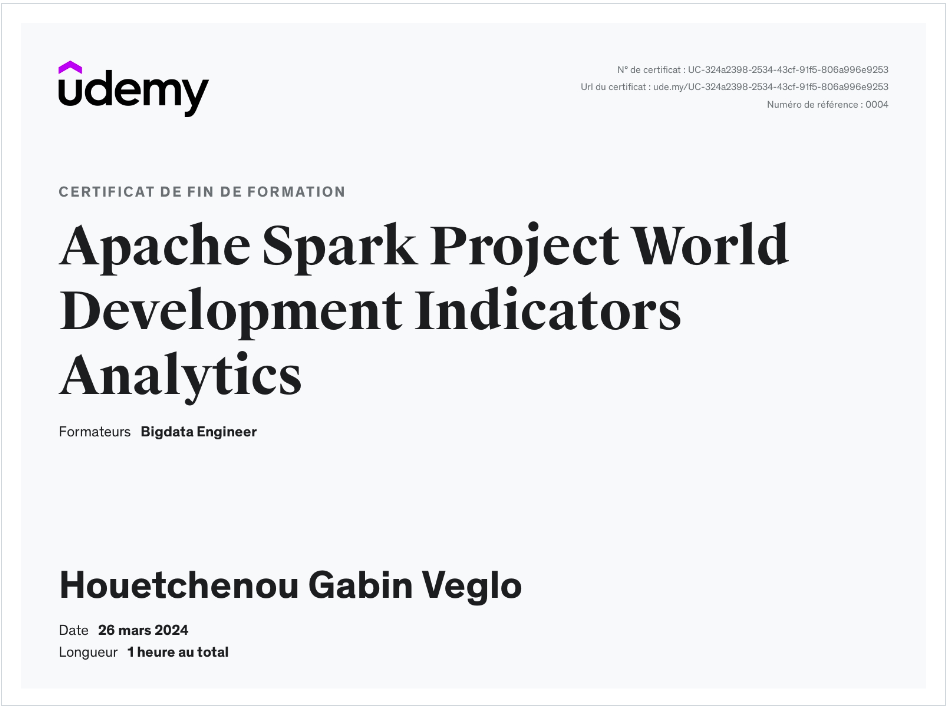 udemy
N° de certificat : UC-324a2398-2534-43cf-91f5-806a996e9253
Url du certificat : ude.my/UC-324a2398-2534-43cf-91f5-806a996e9253
Numéro de référence : 0004
CERTIFICAT DE FIN DE FORMATION
Apache Spark Project World
Development Indicators
Analytics
Formateurs Bigdata Engineer
Houetchenou Gabin Veglo
Date 26 mars 2024
Longueur 1 heure au total